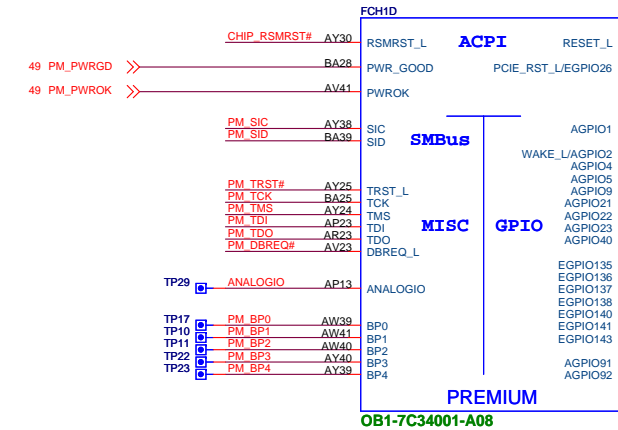 FCH1D
CHIP_RSMRST# AY30 RSMRST_L ACPI RESET_L
49 PM_PWRGD BA28 PWR_GOOD PCIE_RST_L/EGPIO26
49 PM_PWROK AV41 PWROK
PM_SIC AY38 SIC AGPIO1
PM_SID BA39 SID SMBus
WAKE_L/AGPIO2
AGPIO4
AGPIO5
PM_TRST# AY25 TRST_L AGPIO9
PM_TCK BA25 TCK AGPIO21
PM_TMS AY24 TMS AGPIO22
PM_TDI AP23 TDI MISC GPIO AGPIO23
PM_TDO AR23 TDO AGPIO40
PM_DBREQ# AV23 DBREQ_L
EGPIO135
EGPIO136
TP29 ANALOGIO AP13 ANALOGIO EGPIO137
EGPIO138
EGPIO140
TP17 PM_BP0 AW39 BP0 EGPIO141
TP10 PM_BP1 AW41 BP1 EGPIO143
TP11 PM_BP2 AW40 BP2
TP22 PM_BP3 AY40 BP3 AGPIO91
TP23 PM_BP4 AY39 BP4 AGPIO92
PREMIUM
OB1-7C34001-A08